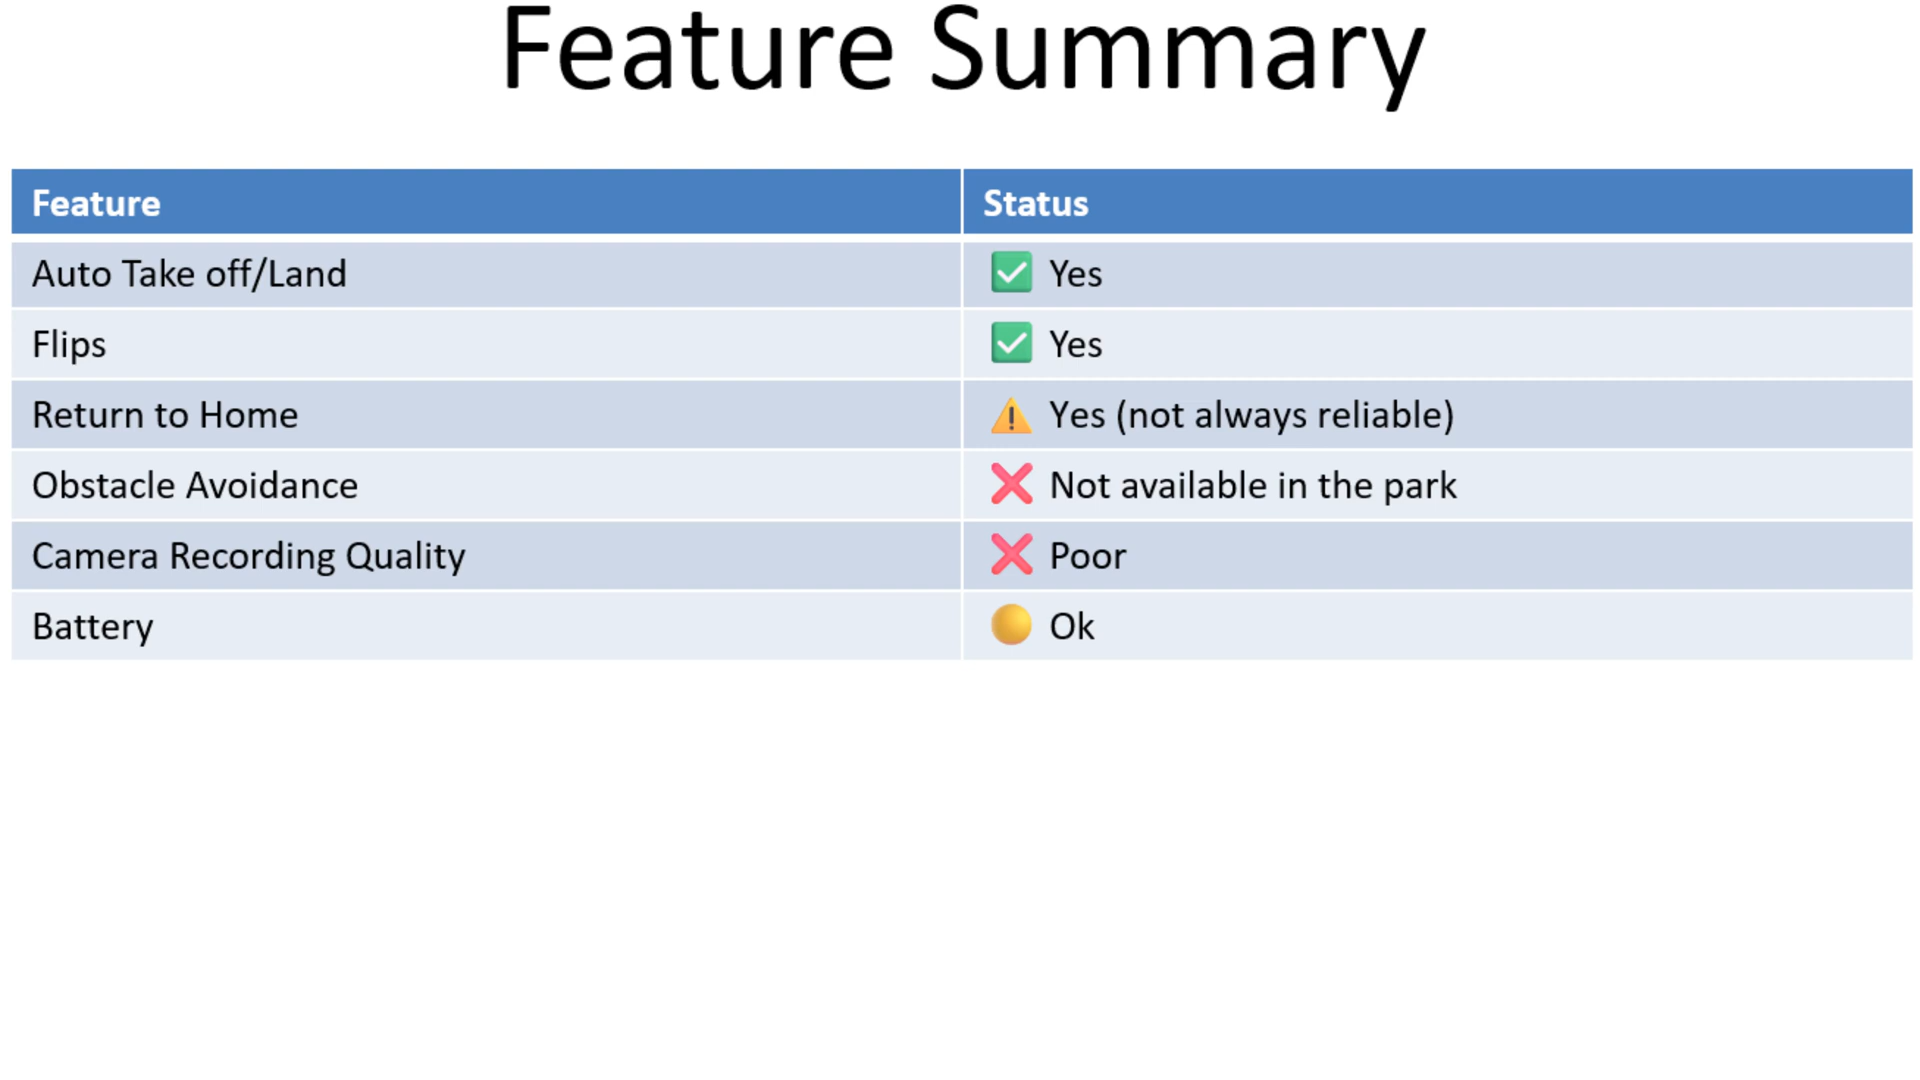 Feature Summary
Feature Status
Auto Take off/Land ✅ Yes
Flips ✅ Yes
Return to Home ⚠️ Yes (not always reliable)
Obstacle Avoidance ❌ Not available in the park
Camera Recording Quality ❌ Poor
Battery 🟡 Ok